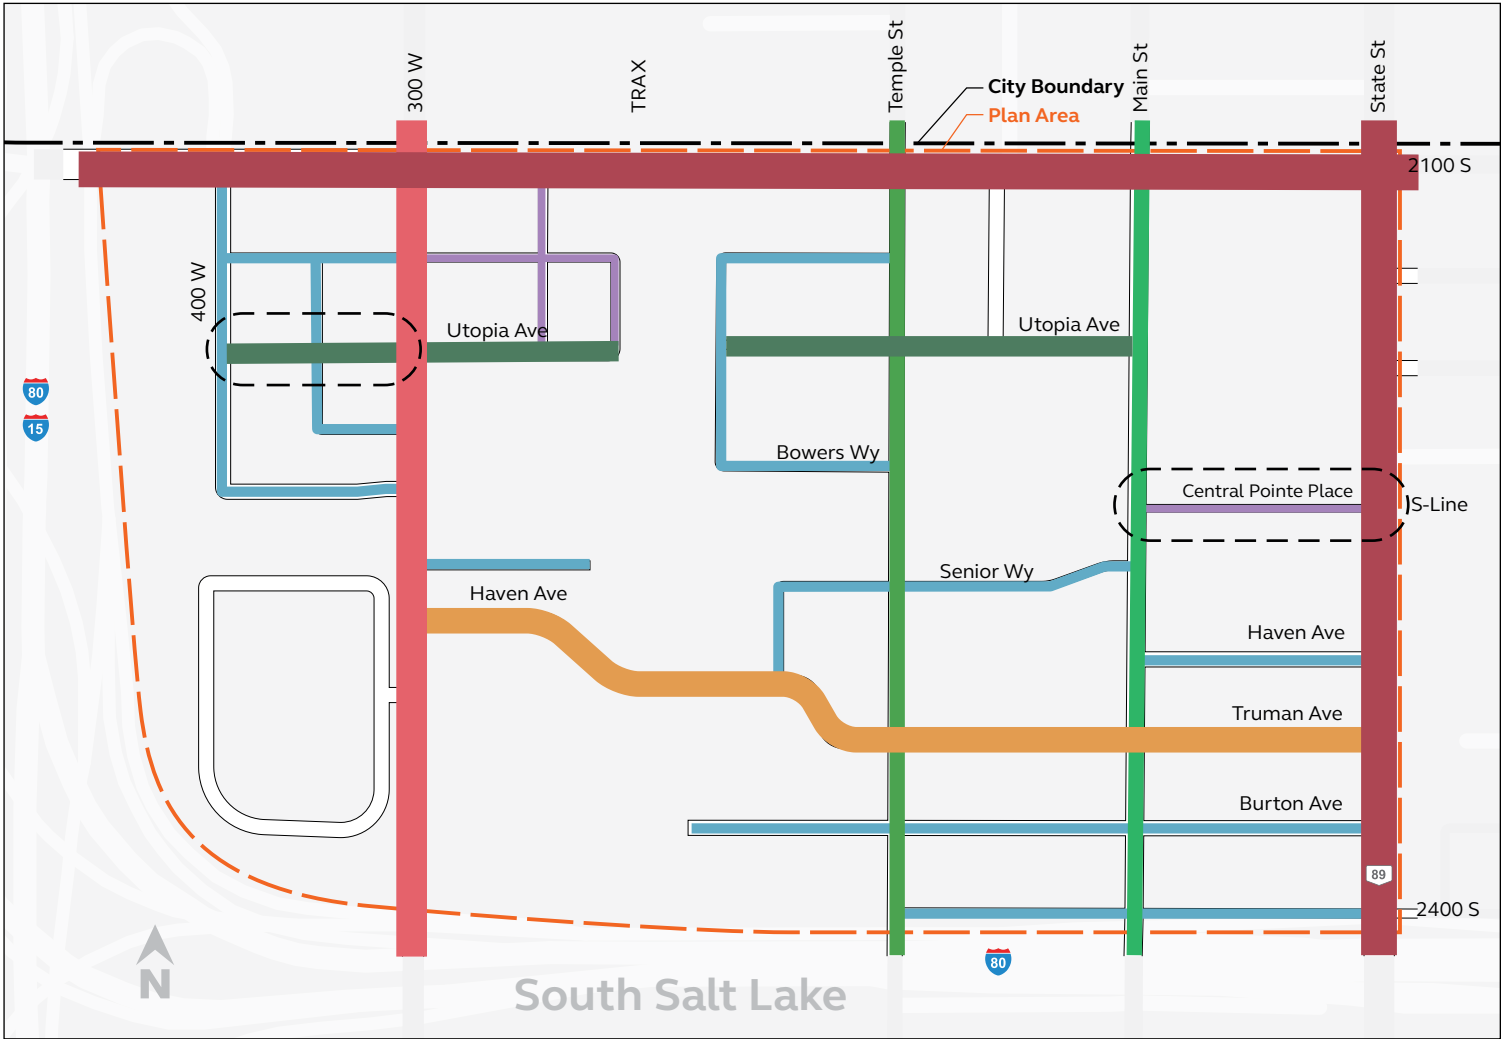 300 W
TRAX
Temple St
Main St
State St
City Boundary
Plan Area
2100 S
400 W
Utopia Ave
Utopia Ave
80
15
Bowers Wy
Central Pointe Place
S-Line
Senior Wy
Haven Ave
Haven Ave
Truman Ave
Burton Ave
89
2400 S
80
N
South Salt Lake